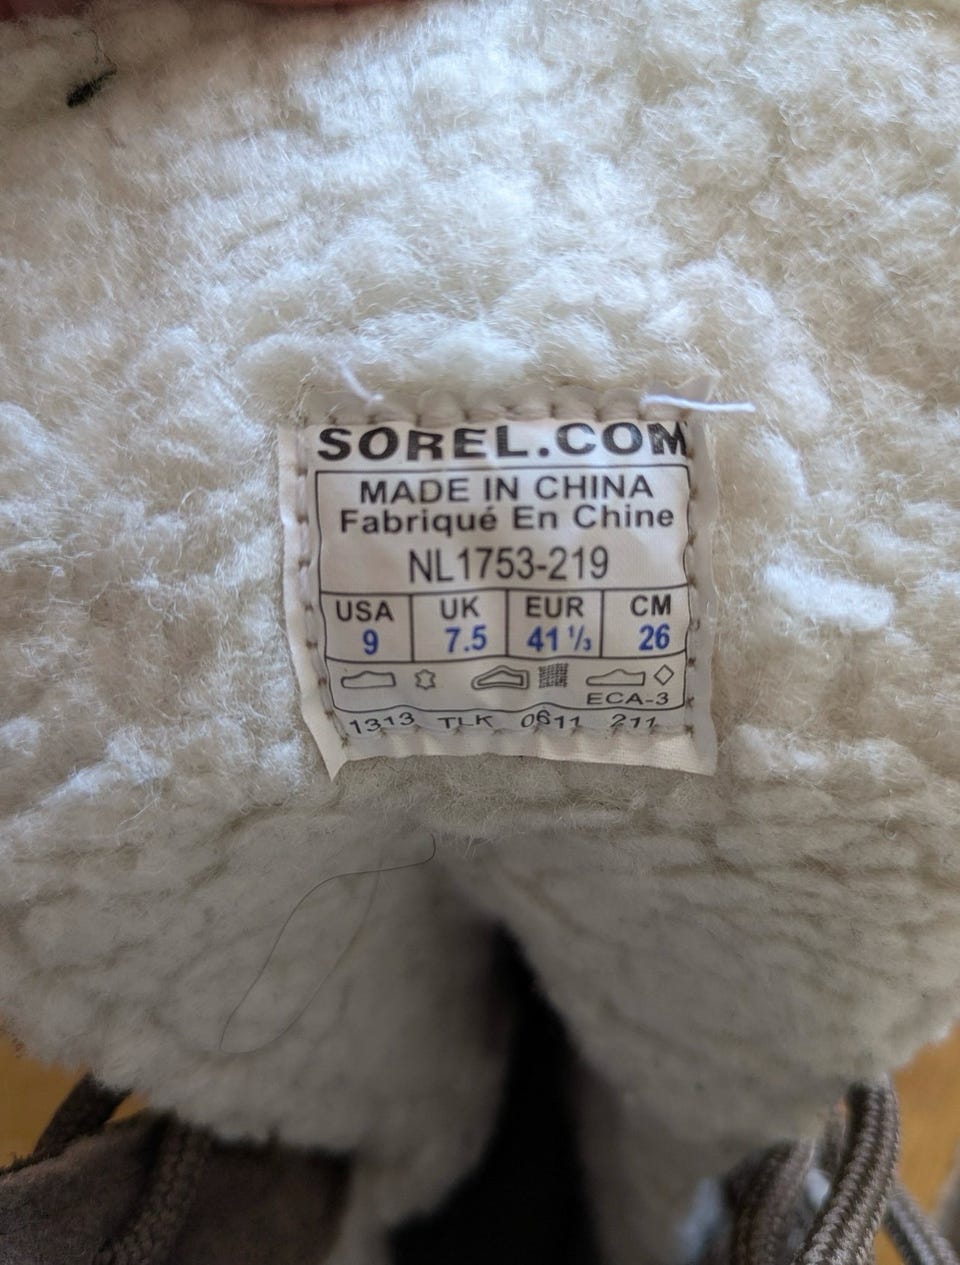 SOREL.COM
MADE IN CHINA
Fabriqué En Chine
NL1753-219
USA UK EUR CM
9 7.5 41 ⅓ 26
ECA-3
1313 TLK 0611 211